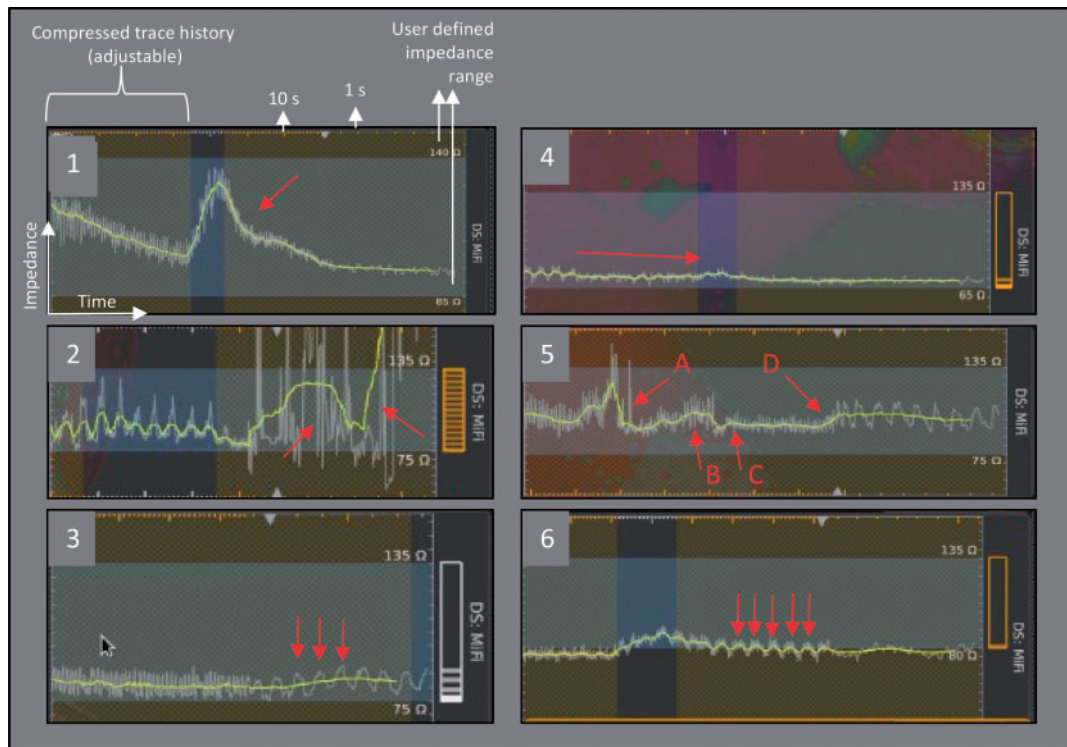 Compressed trace history
(adjustable)
User defined
impedance
range
10 s
1 s
1
140 Ω
85 Ω
DS: MiFi
Impedance
Time
4
135 Ω
65 Ω
DS: MiFi
2
135 Ω
75 Ω
DS: MiFi
5
A
D
B
C
135 Ω
75 Ω
DS: MiFi
3
135 Ω
75 Ω
DS: MiFi
6
135 Ω
80 Ω
DS: MiFi